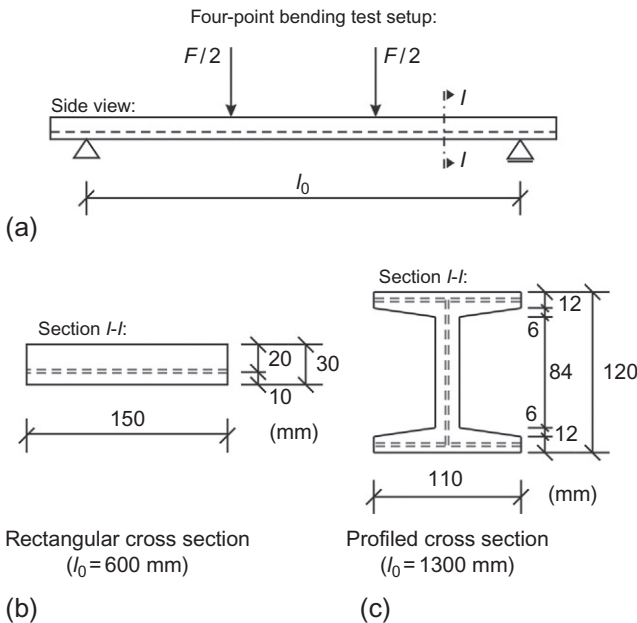 Four-point bending test setup:
F/2
F/2
Side view:
I
I
l0
(a)
Section I-I:
20
30
10
150
(mm)
Rectangular cross section
(l0=600 mm)
(b)
Section I-I:
12
6
84
120
6
12
110
(mm)
Profiled cross section
(l0=1300 mm)
(c)